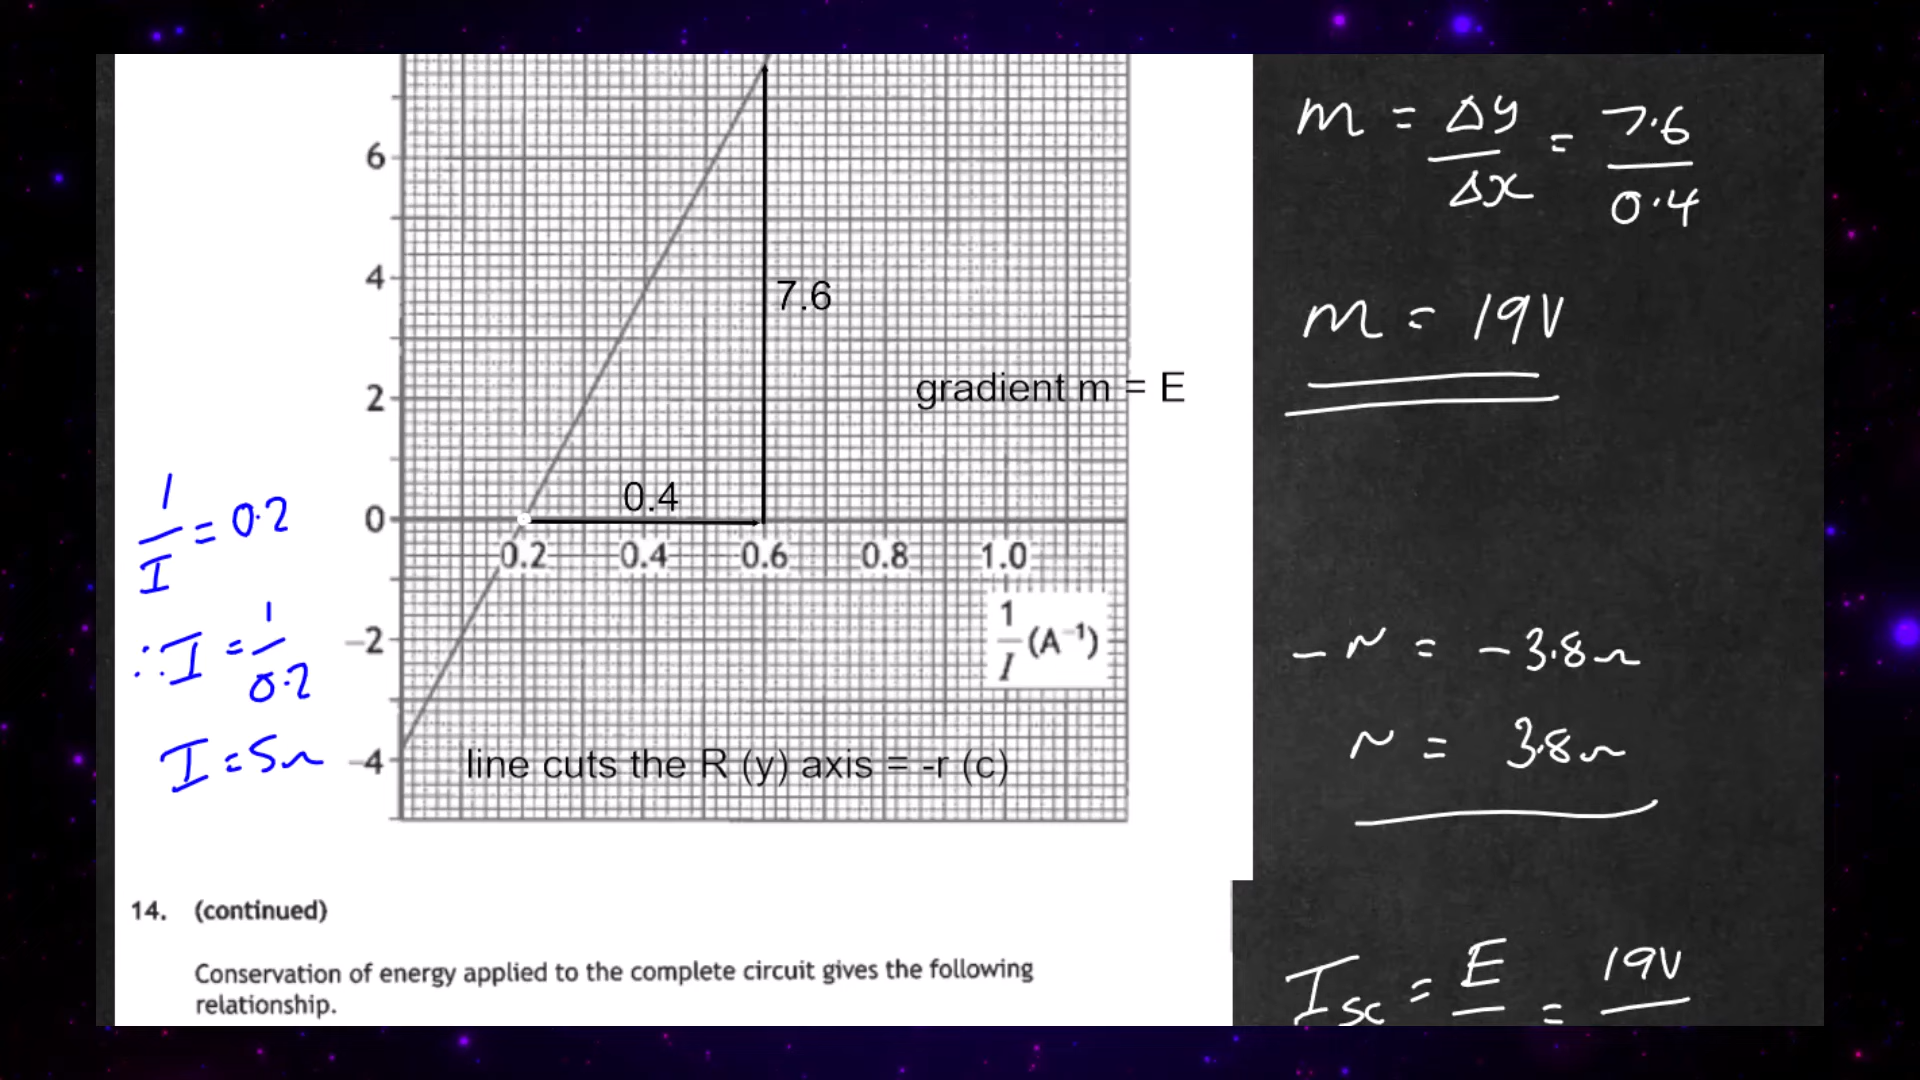 6
4
7.6
2
gradient m = E
0.4
0
0.2 0.4 0.6 0.8 1.0
1/I (A⁻¹)
-2
-4
line cuts the R (y) axis = -r (c)
1/I = 0.2
∴ I = 1/0.2
I = 5Ω
14. (continued)
Conservation of energy applied to the complete circuit gives the following
relationship.
m = Δy/Δx = 7.6/0.4
m = 19V
-r = -3.8Ω
r = 3.8Ω
Isc = E = 19V